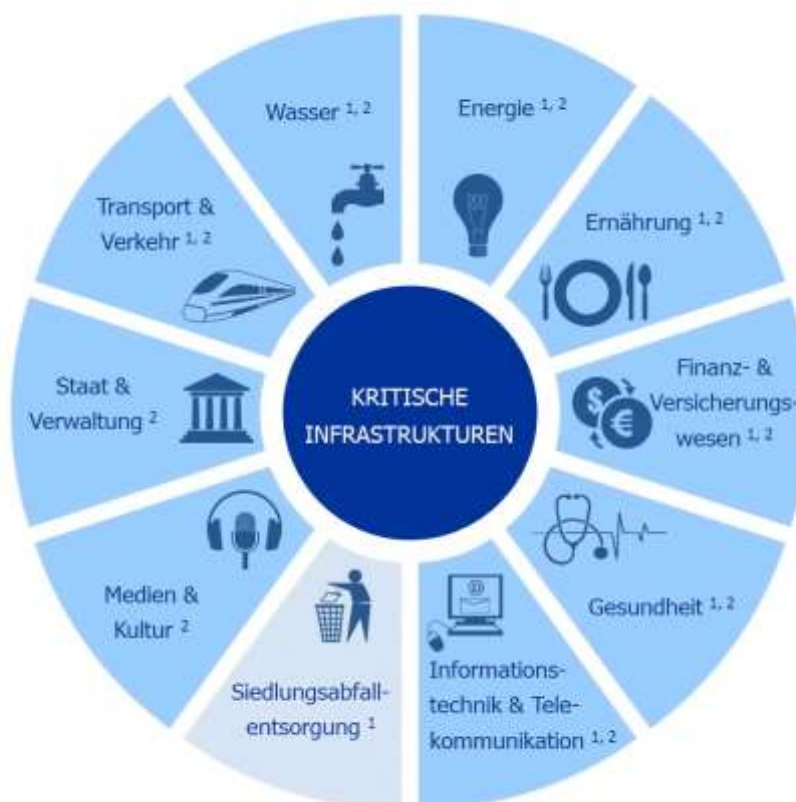 Wasser 1, 2
Energie 1, 2
Transport &
Verkehr 1, 2
Ernährung 1, 2
Staat &
Verwaltung 2
KRITISCHE
INFRASTRUKTUREN
Finanz- &
Versicherungs-
wesen 1, 2
$
€
Medien &
Kultur 2
Gesundheit 1, 2
Siedlungsabfall-
entsorgung 1
@
Informations-
technik & Tele-
kommunikation 1, 2